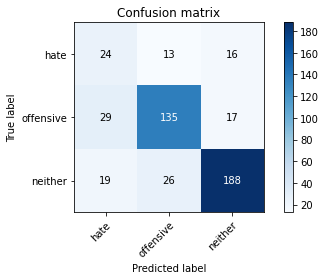 Confusion matrix
True label
hate 24 13 16
offensive 29 135 17
neither 19 26 188
hate offensive neither
Predicted label
180
160
140
120
100
80
60
40
20